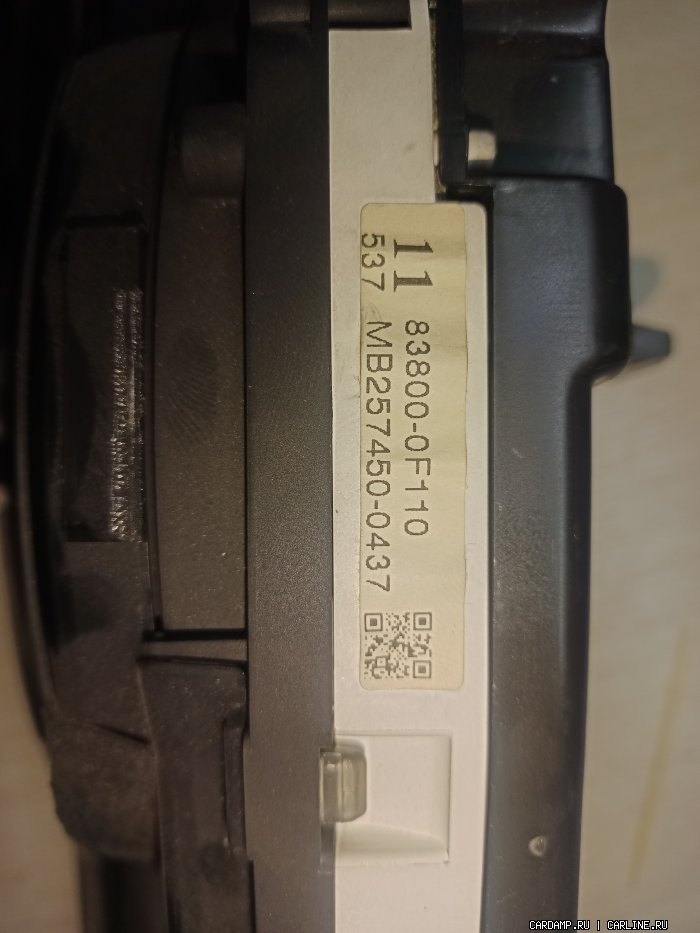 11 83800-0F110
537 MB257450-0437
CARDAMP.RU | CARLINE.RU